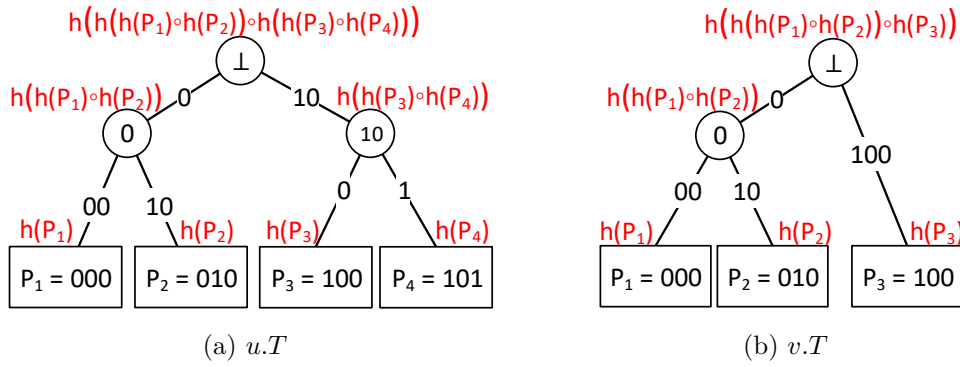 h(h(h(P₁)∘h(P₂))∘h(P₃)∘h(P₄)))
⊥
h(h(P₁)∘h(P₂))
0
10
h(h(P₃)∘h(P₄))
0
10
00
10
0
1
h(P₁)
h(P₂)
h(P₃)
h(P₄)
P₁ = 000
P₂ = 010
P₃ = 100
P₄ = 101
(a) u.T
h(h(h(P₁)∘h(P₂))∘h(P₃))
⊥
h(h(P₁)∘h(P₂))
0
0
100
00
10
h(P₁)
h(P₂)
h(P₃)
P₁ = 000
P₂ = 010
P₃ = 100
(b) v.T